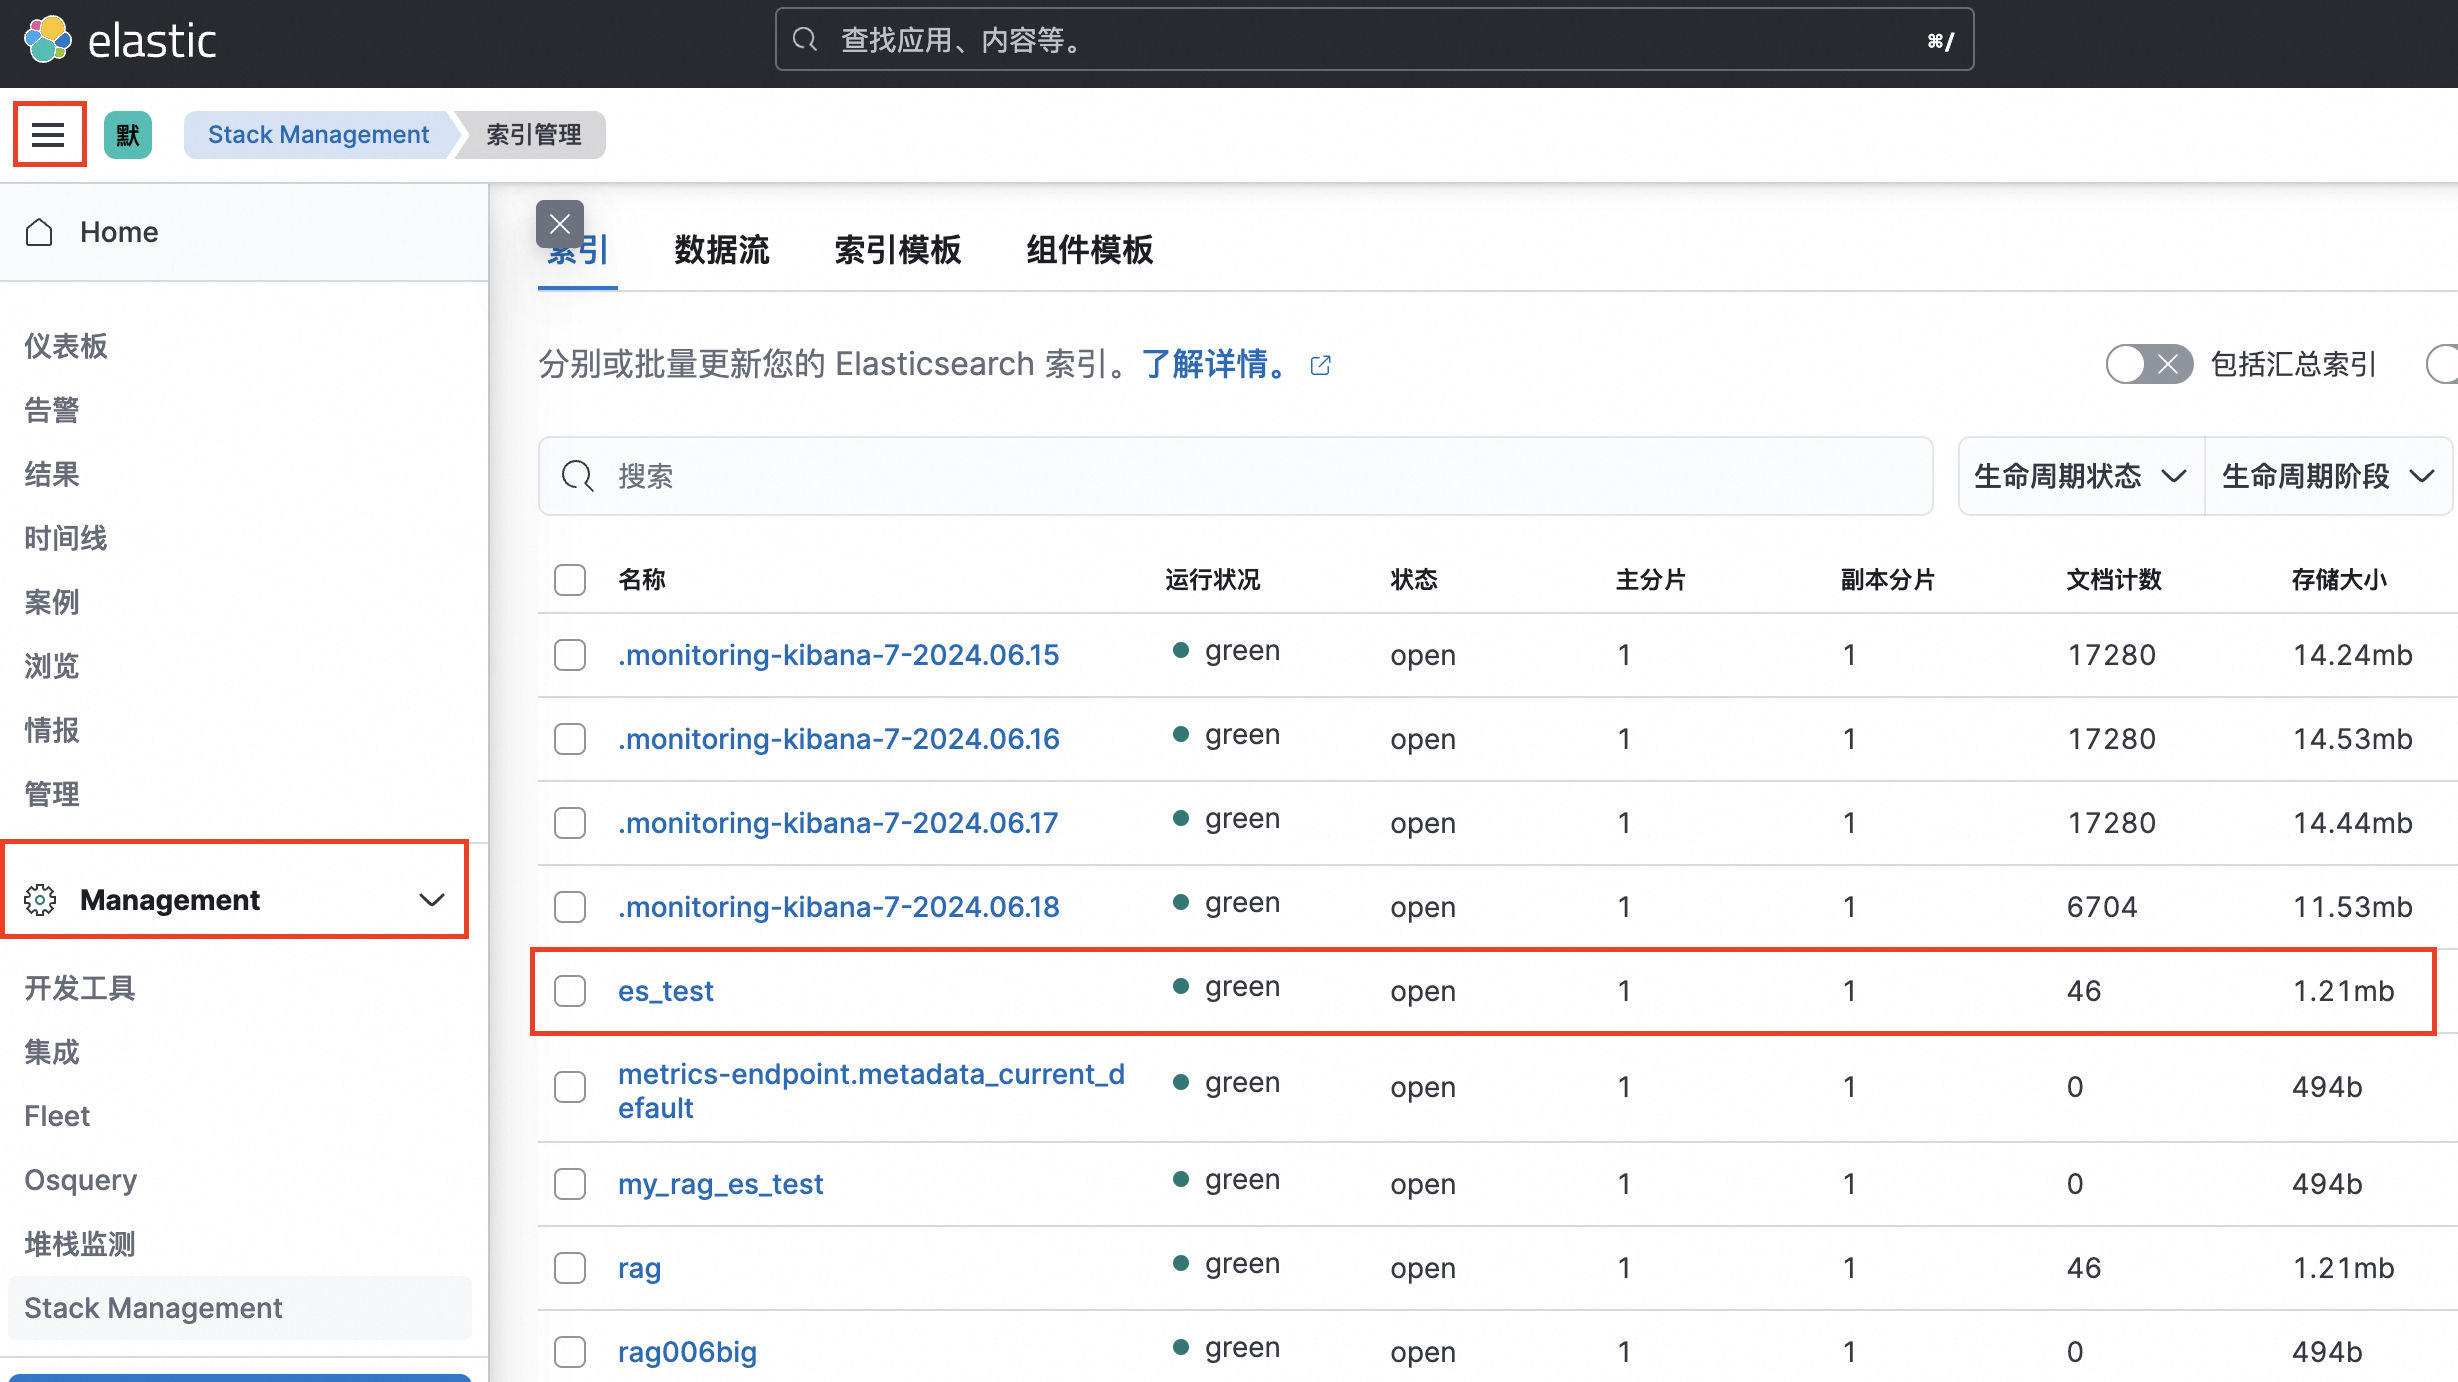 elastic
查找应用、内容等。
⌘/
默
Stack Management
索引管理
Home
仪表板
告警
结果
时间线
案例
浏览
情报
管理
Management
开发工具
集成
Fleet
Osquery
堆栈监测
Stack Management
索引 数据流 索引模板 组件模板
分别或批量更新您的 Elasticsearch 索引。了解详情。
包括汇总索引
搜索
生命周期状态 生命周期阶段
名称 运行状况 状态 主分片 副本分片 文档计数 存储大小
.monitoring-kibana-7-2024.06.15 green open 1 1 17280 14.24mb
.monitoring-kibana-7-2024.06.16 green open 1 1 17280 14.53mb
.monitoring-kibana-7-2024.06.17 green open 1 1 17280 14.44mb
.monitoring-kibana-7-2024.06.18 green open 1 1 6704 11.53mb
es_test green open 1 1 46 1.21mb
metrics-endpoint.metadata_current_d
efault green open 1 1 0 494b
my_rag_es_test green open 1 1 0 494b
rag green open 1 1 46 1.21mb
rag006big green open 1 1 0 494b